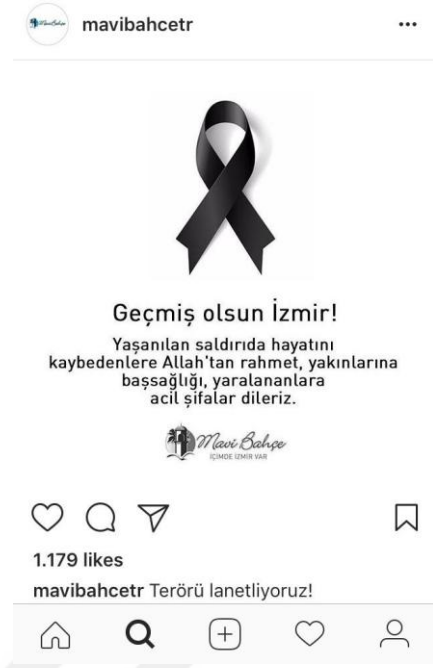 mavibahcetr
Geçmiş olsun İzmir!
Yaşanılan saldırıda hayatını
kaybedenlere Allah'tan rahmet, yakınlarına
başsağlığı, yaralananlara
acil şifalar dileriz.
Mavi Bahçe
İÇİMDE İZMİR VAR
1.179 likes
mavibahcetr Terörü lanetliyoruz!